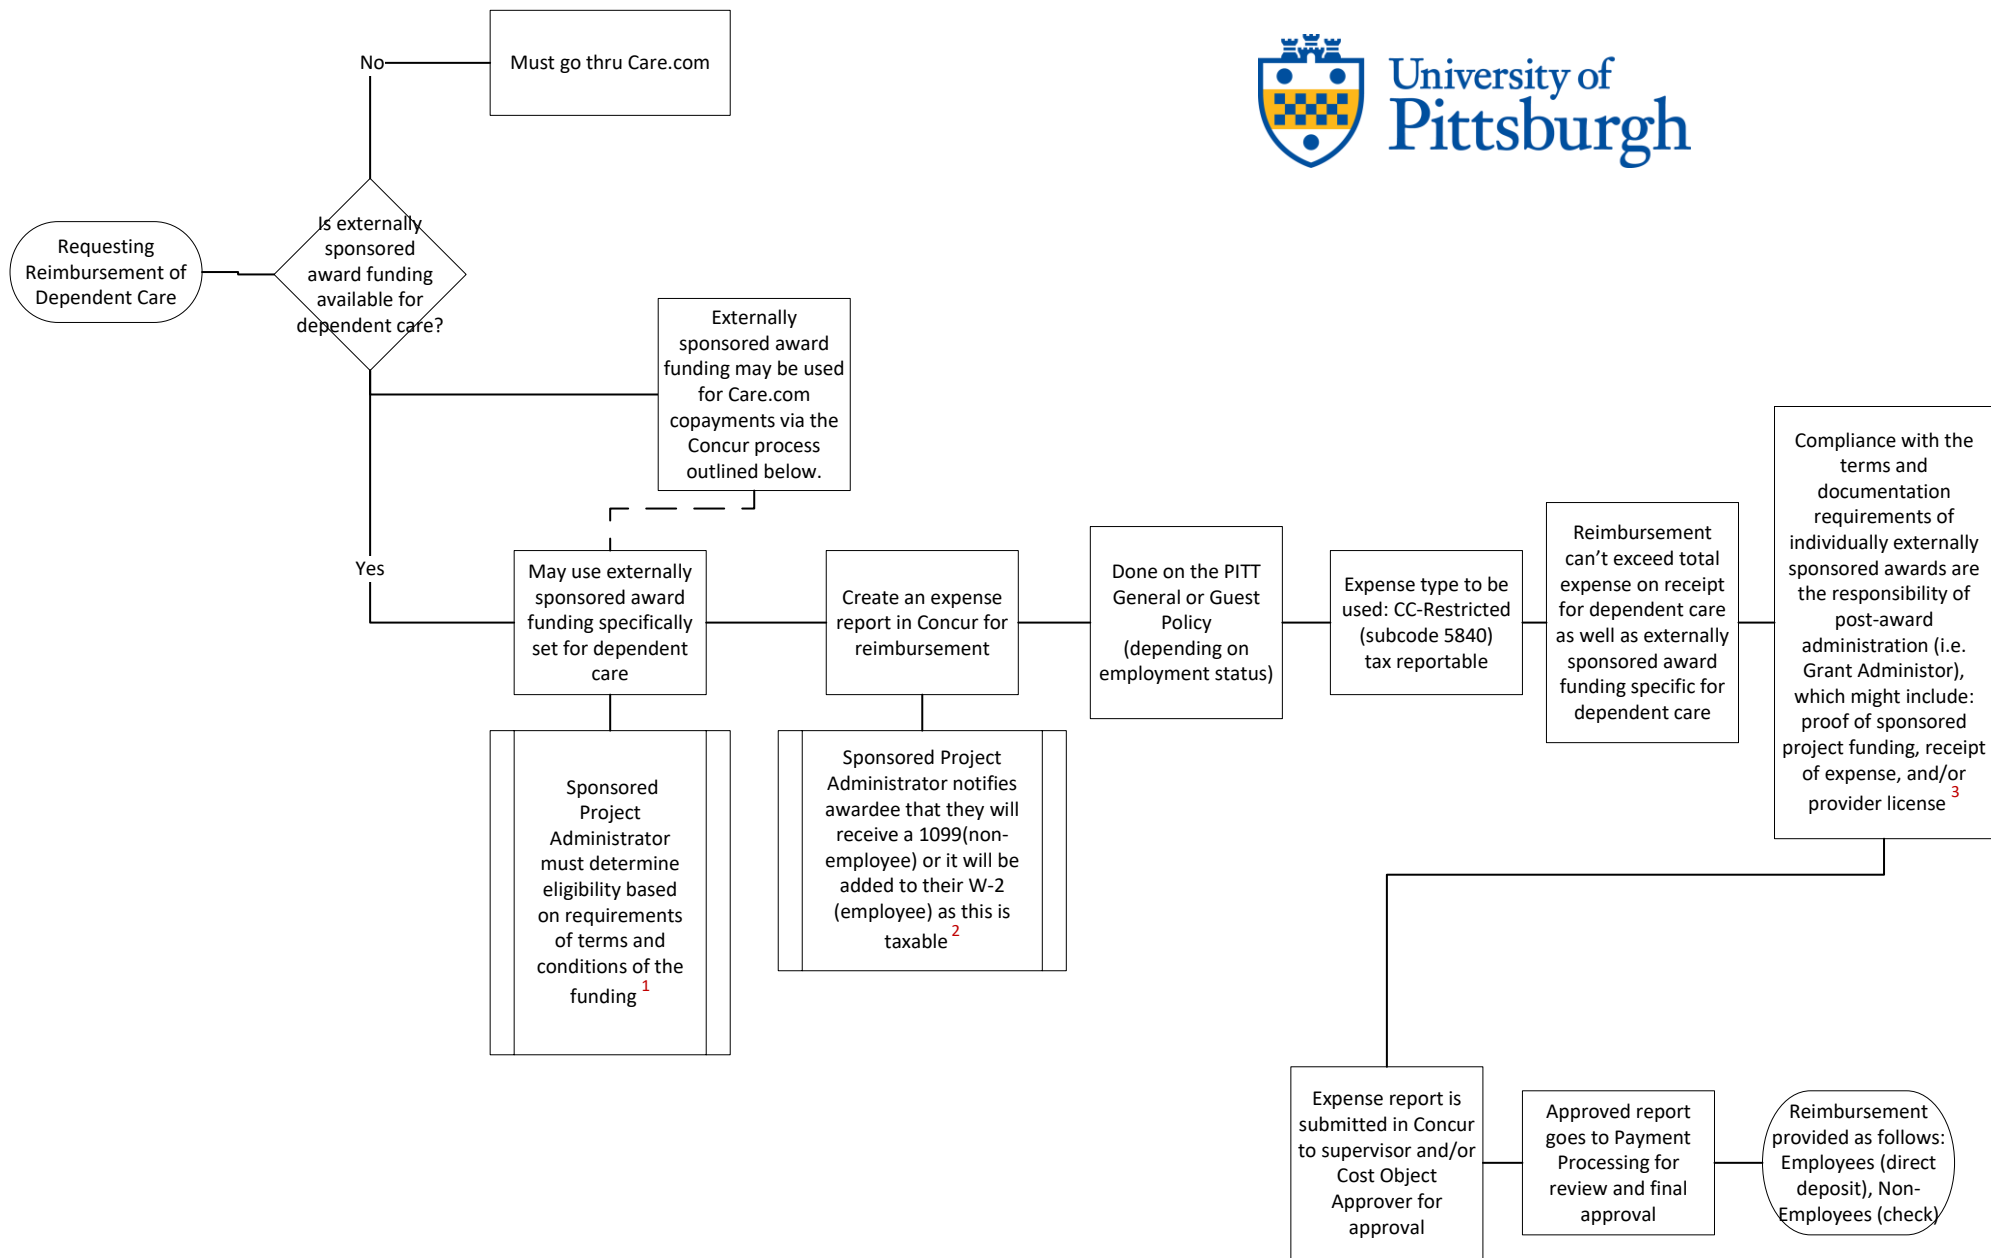 No
Must go thru Care.com
University of
Pittsburgh
Requesting
Reimbursement of
Dependent Care
Is externally
sponsored
award funding
available for
dependent care?
Externally
sponsored award
funding may be used
for Care.com
copayments via the
Concur process
outlined below.
Yes
May use externally
sponsored award
funding specifically
set for dependent
care
Create an expense
report in Concur for
reimbursement
Done on the PITT
General or Guest
Policy
(depending on
employment status)
Expense type to be
used: CC-Restricted
(subcode 5840)
tax reportable
Reimbursement
can’t exceed total
expense on receipt
for dependent care
as well as externally
sponsored award
funding specific for
dependent care
Compliance with the
terms and
documentation
requirements of
individually externally
sponsored awards are
the responsibility of
post-award
administration (i.e.
Grant Administor),
which might include:
proof of sponsored
project funding, receipt
of expense, and/or
provider license 3
Sponsored
Project
Administrator
must determine
eligibility based
on requirements
of terms and
conditions of the
funding 1
Sponsored Project
Administrator notifies
awardee that they will
receive a 1099(non-
employee) or it will be
added to their W-2
(employee) as this is
taxable 2
Expense report is
submitted in Concur
to supervisor and/or
Cost Object
Approver for
approval
Approved report
goes to Payment
Processing for
review and final
approval
Reimbursement
provided as follows:
Employees (direct
deposit), Non-
Employees (check)